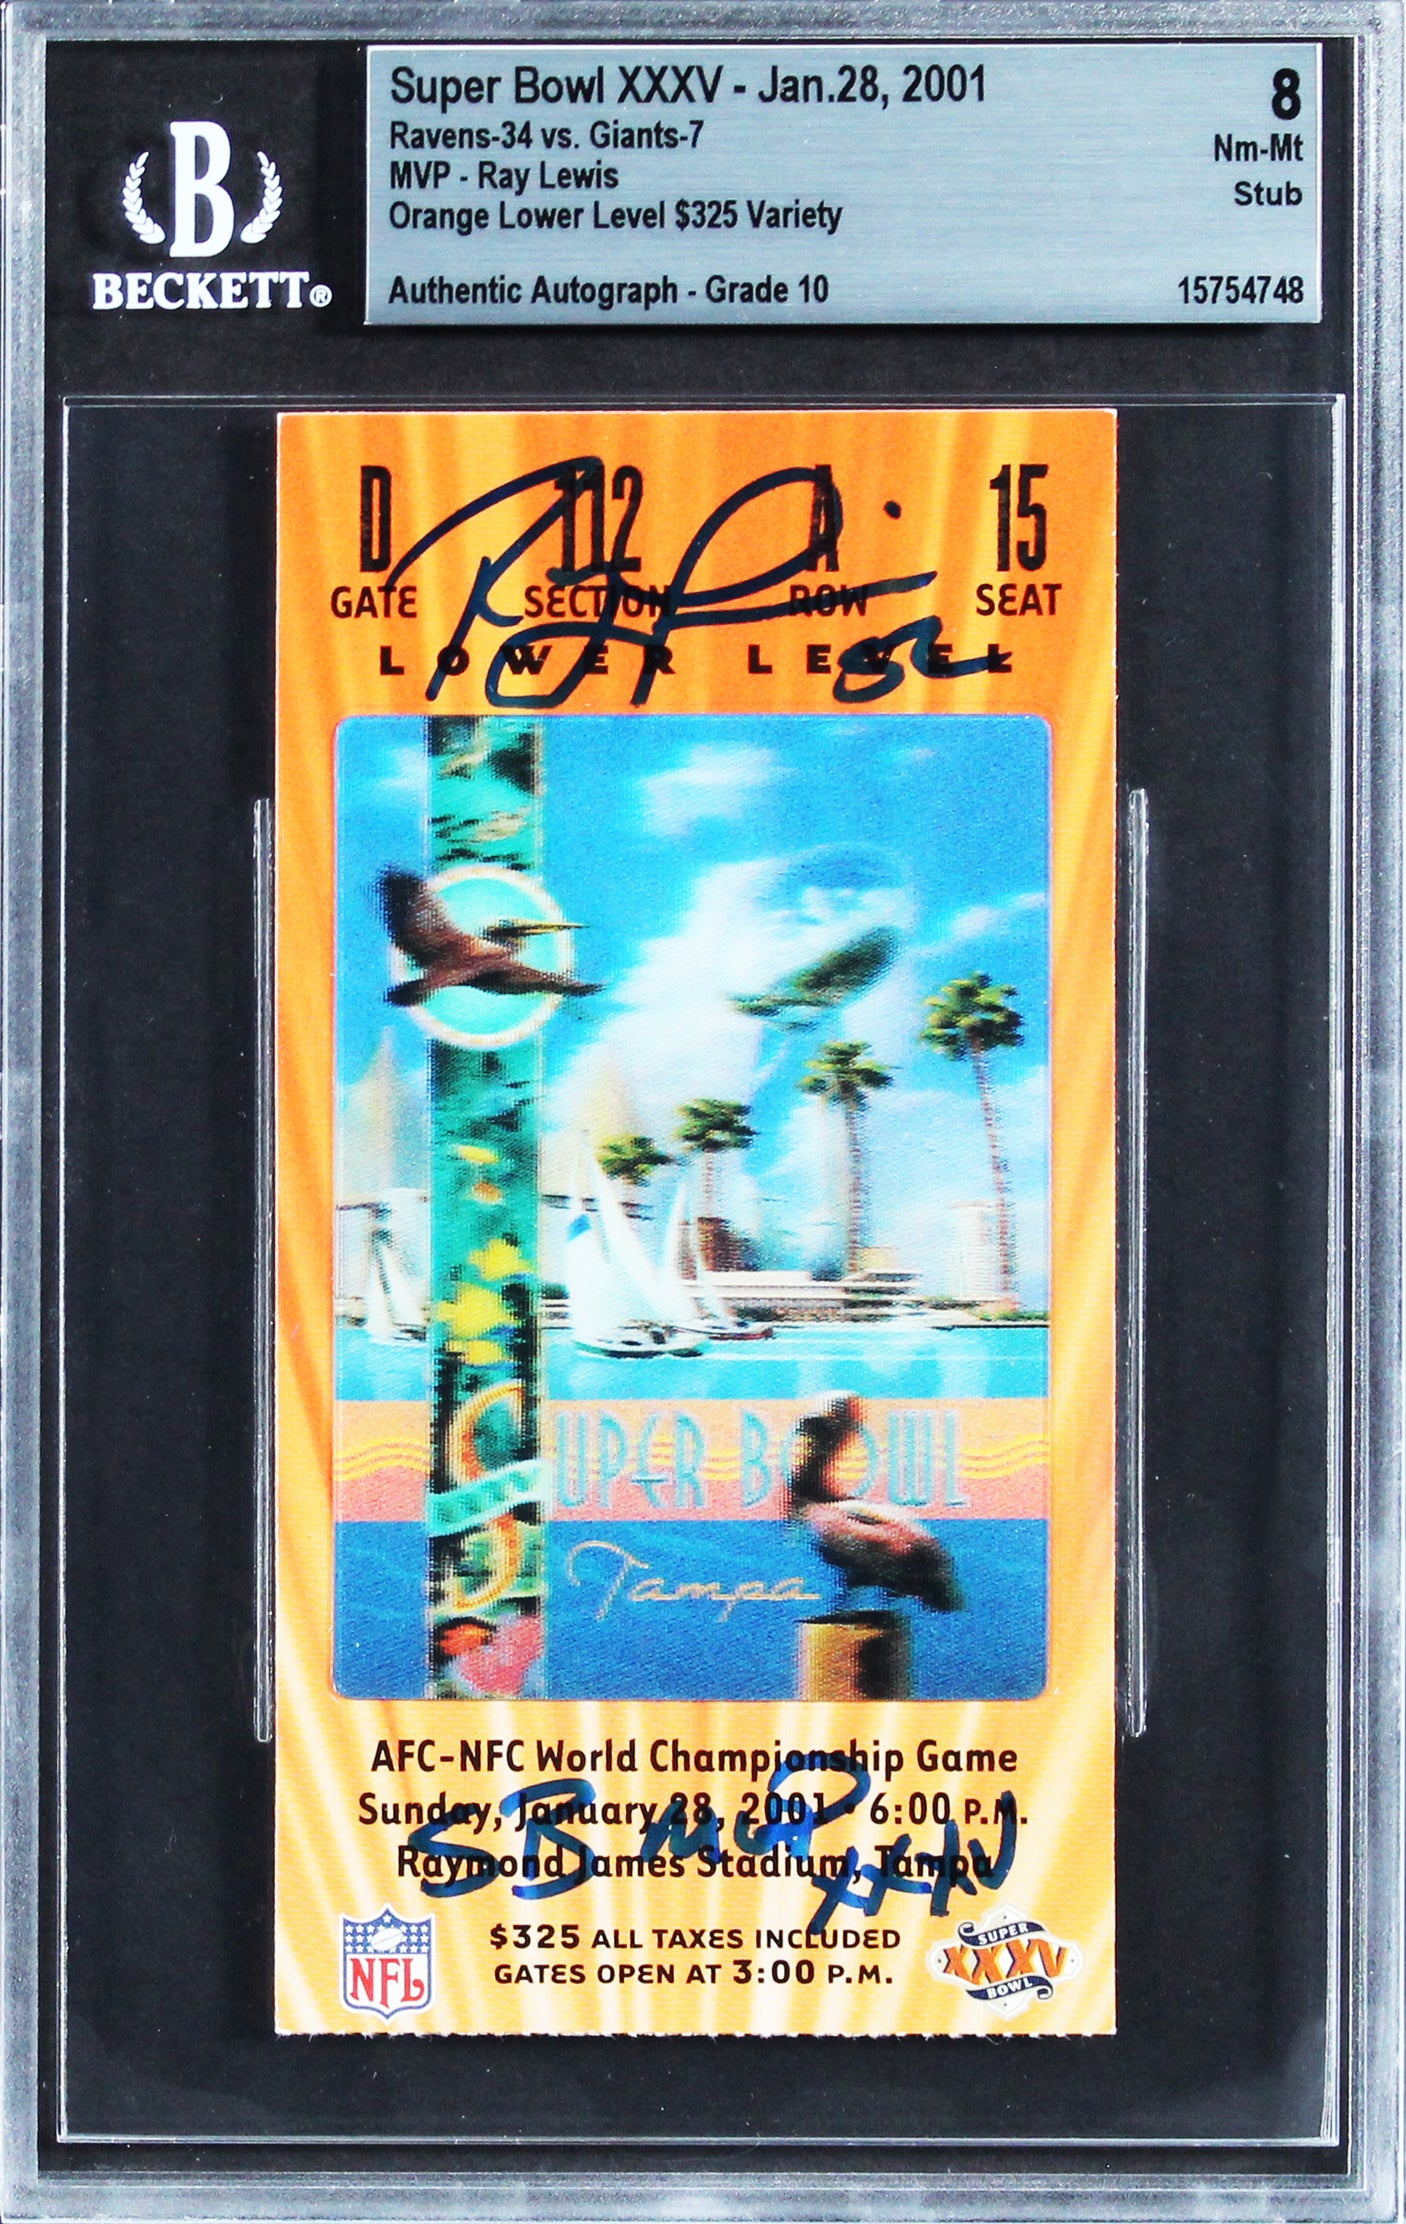 Super Bowl XXXV - Jan.28, 2001
Ravens-34 vs. Giants-7
MVP - Ray Lewis
Orange Lower Level $325 Variety
Authentic Autograph - Grade 10
8
Nm-Mt
Stub
15754748
B
BECKETT®
D 112 A 15
GATE SECTION ROW SEAT
LOWER LEVEL
52
SUPER BOWL
Tampa
AFC-NFC World Championship Game
Sunday, January 28, 2001 • 6:00 P.M.
Raymond James Stadium, Tampa
SB MVP
XXXV
$325 ALL TAXES INCLUDED
GATES OPEN AT 3:00 P.M.
NFL
SUPER
XXXV
BOWL